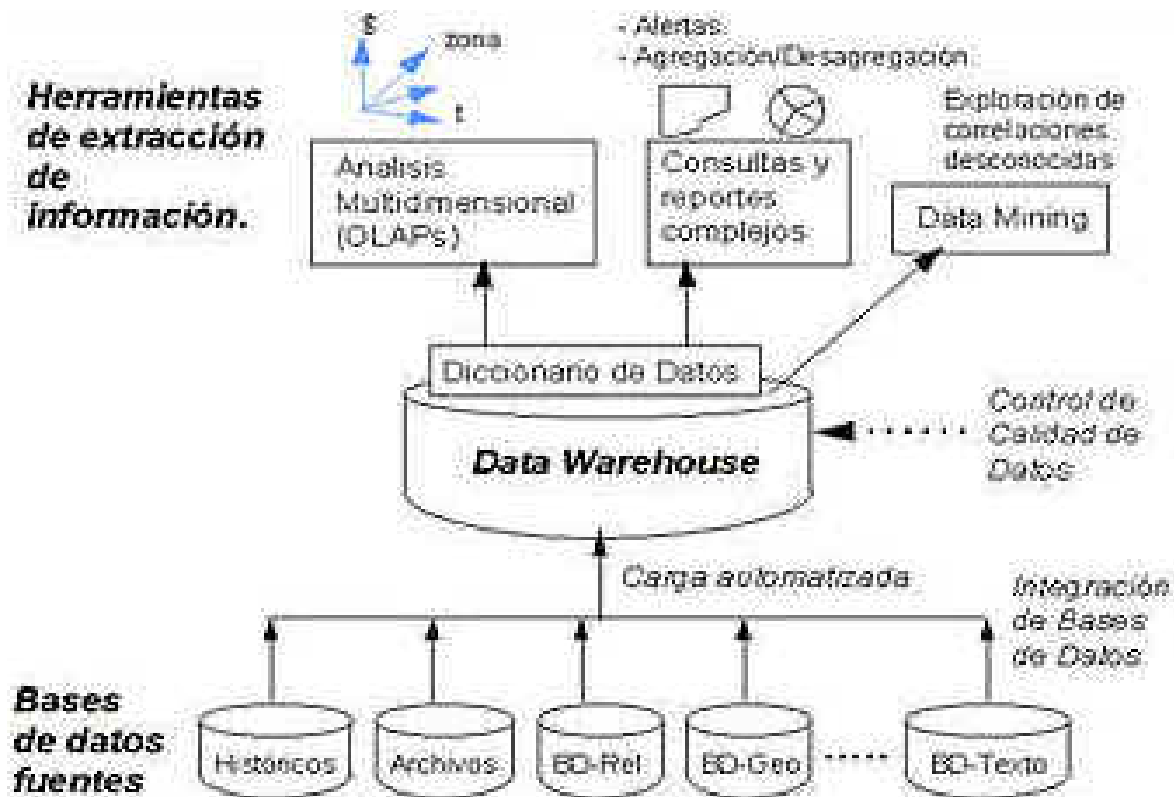 g
zona
t
- Alertas
- Agregación/Desagregación
Herramientas
de extracción
de
información.
Análisis
Multidimensional
(OLAPs)
Consultas y
reportes
complejos
Exploración de
correlaciones
desconocidas
Data Mining
Diccionario de Datos
Data Warehouse
Control de
Calidad de
Datos
Carga automatizada
Integración
de Bases
de Datos
Bases
de datos
fuentes
Históricos
Archivos
BD-Rel
BD-Geo
BD-Texto